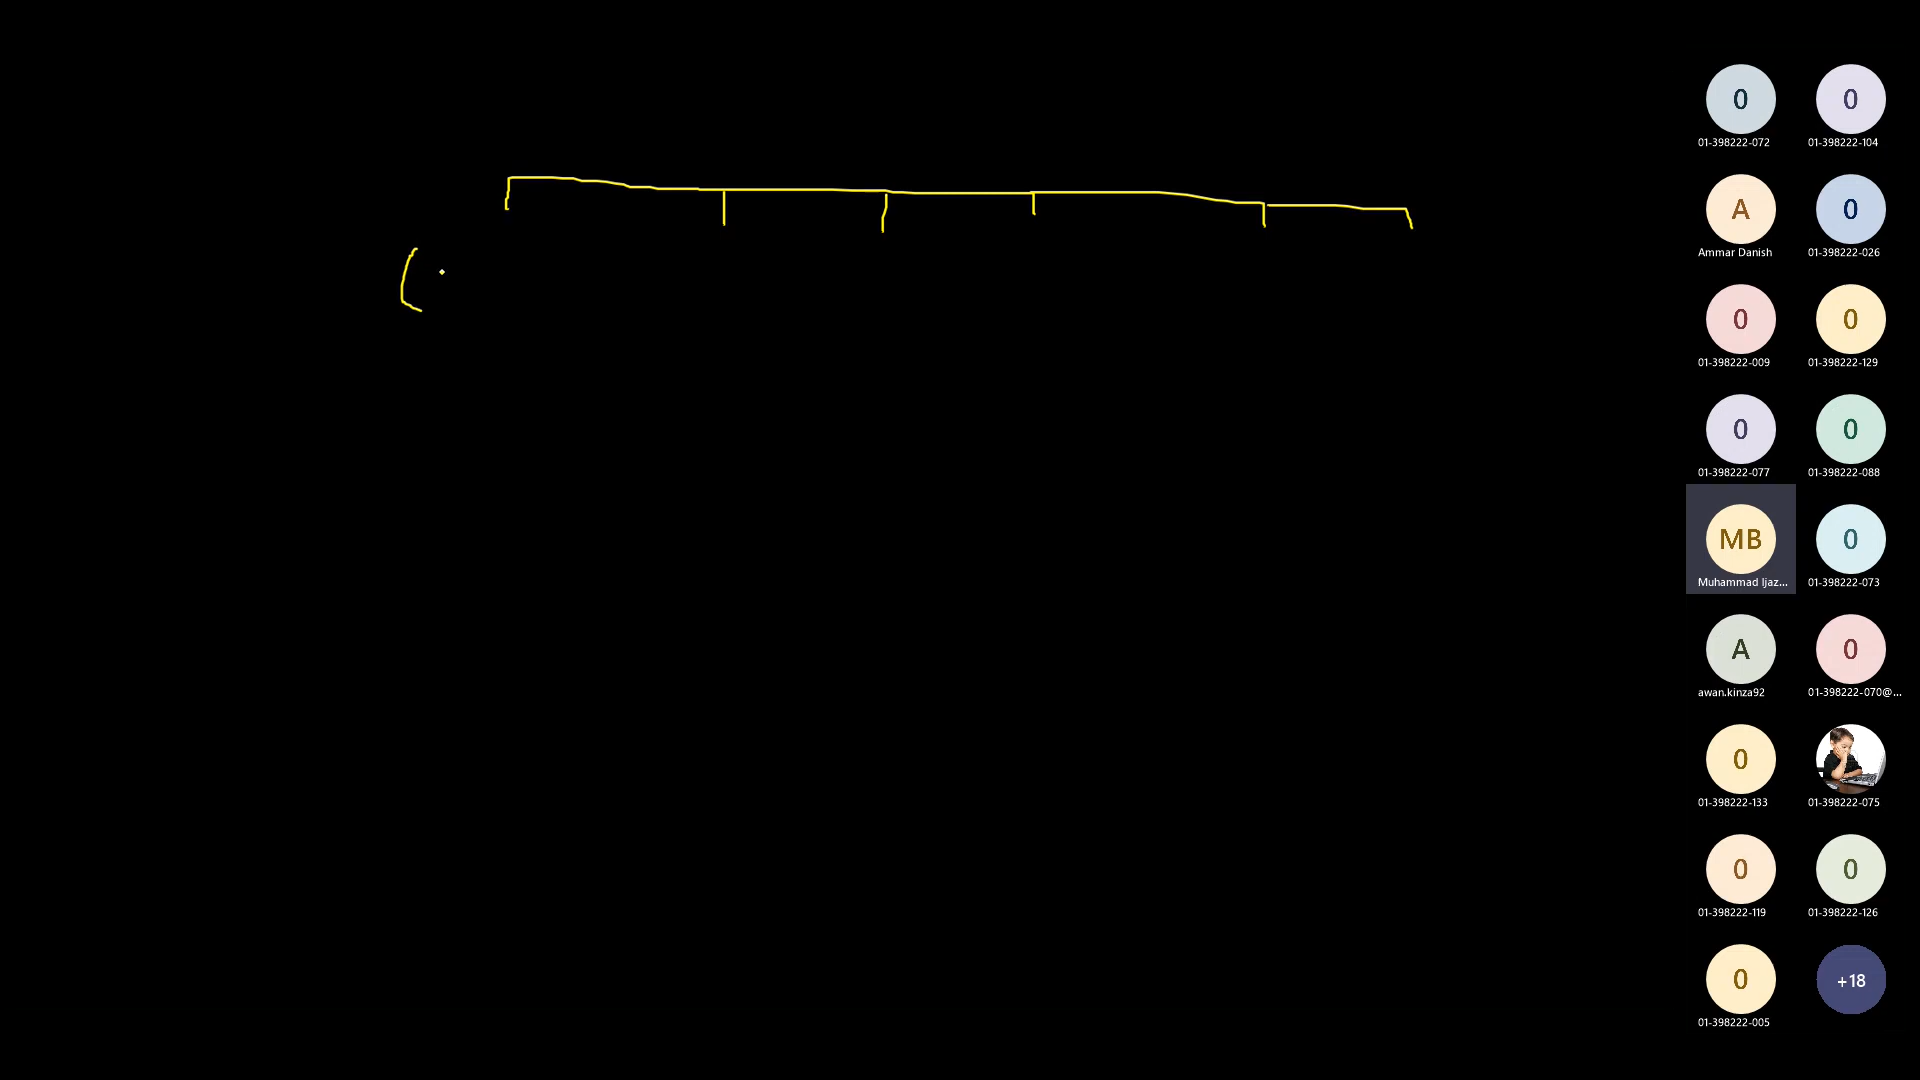 0 0
01-398222-072 01-398222-104
A 0
Ammar Danish 01-398222-026
0 0
01-398222-009 01-398222-129
0 0
01-398222-077 01-398222-088
MB 0
Muhammad Ijaz... 01-398222-073
A 0
awan.kinza92 01-398222-070@...
0
01-398222-133 01-398222-075
0 0
01-398222-119 01-398222-126
0 +18
01-398222-005
(